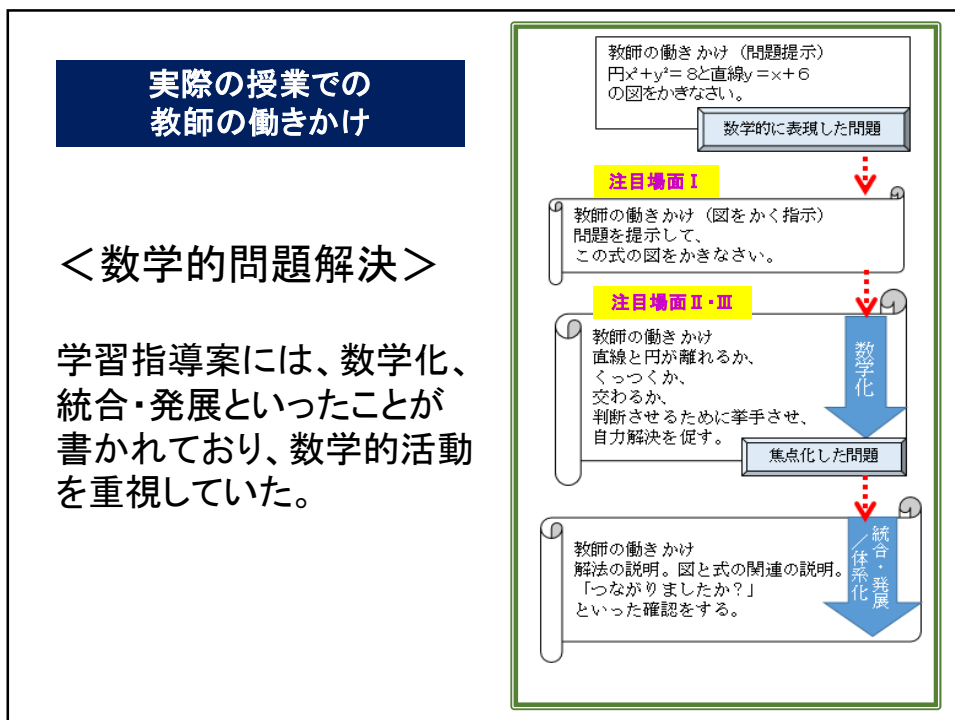 実際の授業での
教師の働きかけ
＜数学的問題解決＞
学習指導案には、数学化、
統合・発展といったことが
書かれており、数学的活動
を重視していた。
教師の働きかけ（問題提示）
円x²+y²＝8と直線y＝x+6
の図をかきなさい。
数学的に表現した問題
注目場面Ⅰ
教師の働きかけ（図をかく指示）
問題を提示して、
この式の図をかきなさい。
注目場面Ⅱ・Ⅲ
教師の働きかけ
直線と円が離れるか、
くっつくか、
交わるか、
判断させるために挙手させ、
自力解決を促す。
数学化
焦点化した問題
教師の働きかけ
解法の説明。図と式の関連の説明。
「つながりましたか？」
といった確認をする。
統合・発展
／体系化